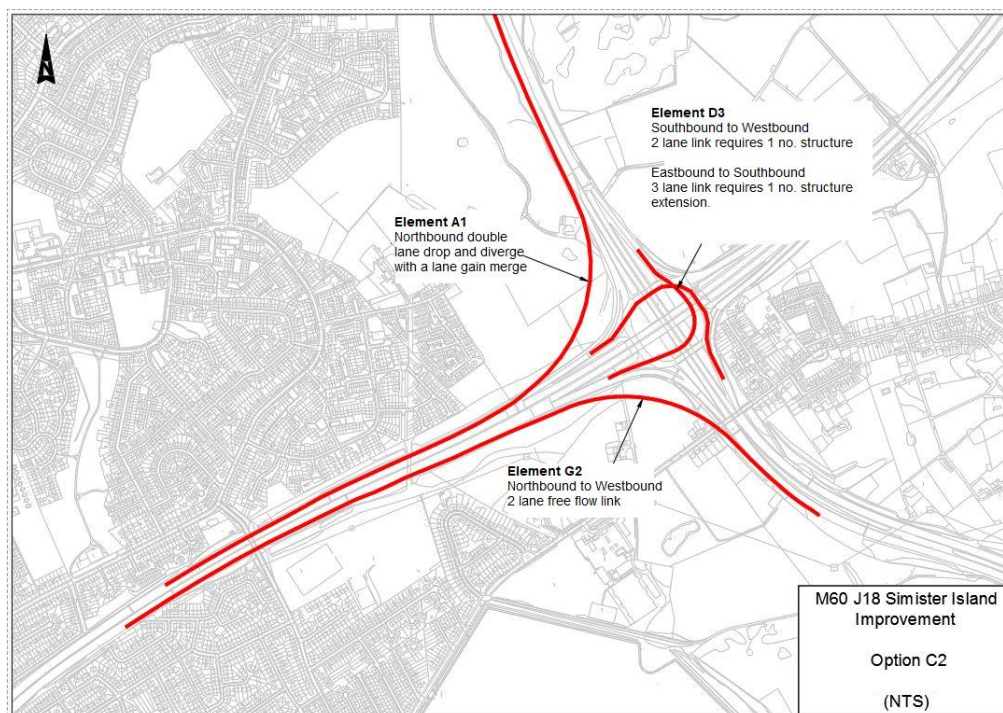 Element D3
Southbound to Westbound
2 lane link requires 1 no. structure
Eastbound to Southbound
3 lane link requires 1 no. structure
extension.
Element A1
Northbound double
lane drop and diverge
with a lane gain merge
Element G2
Northbound to Westbound
2 lane free flow link
M60 J18 Simister Island
Improvement
Option C2
(NTS)